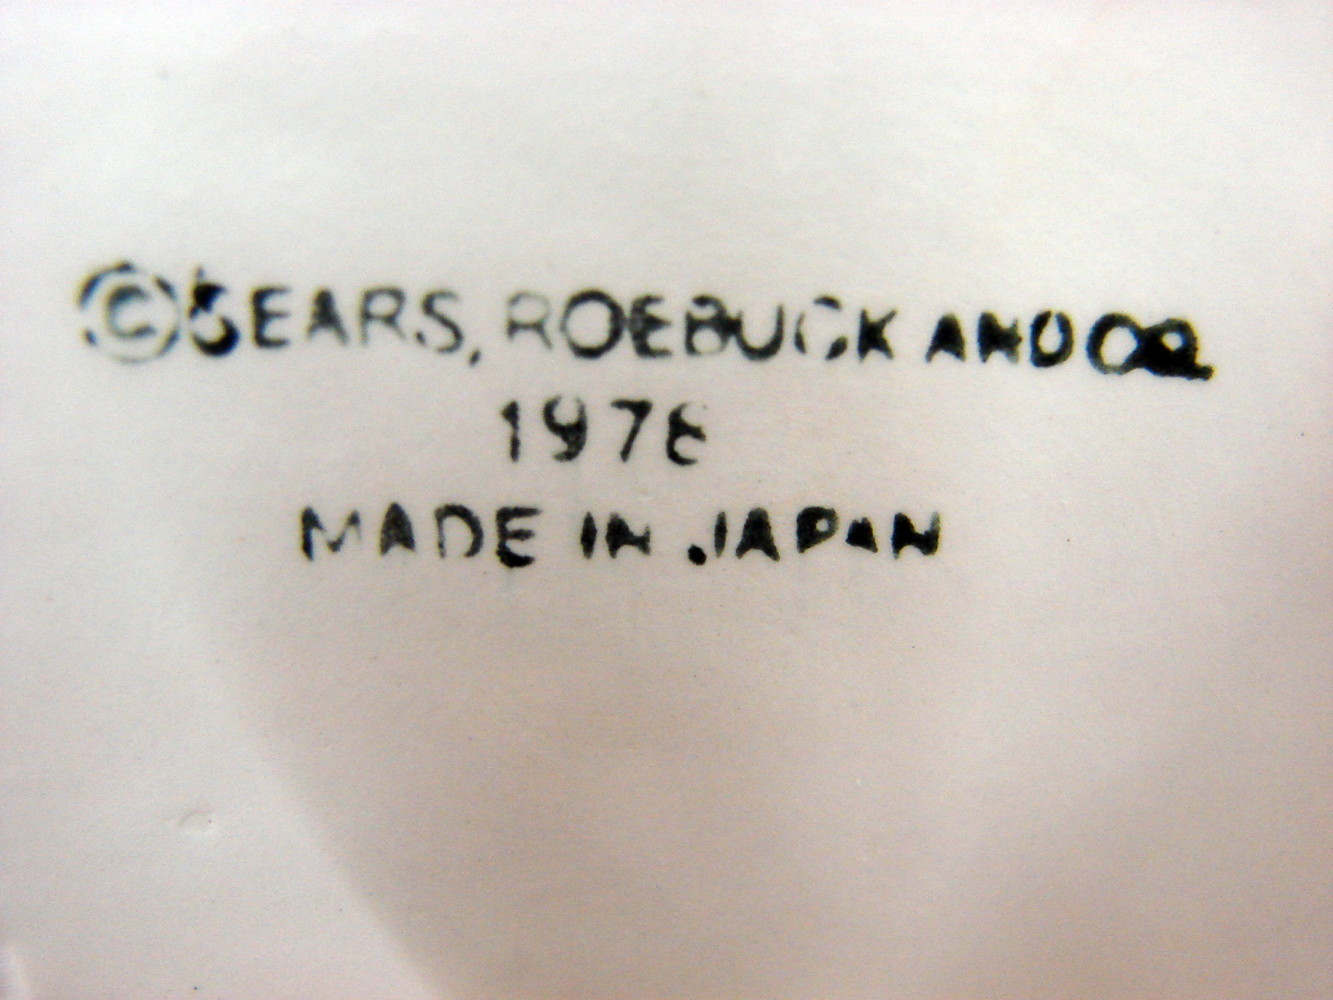 © SEARS, ROEBUCK AND CO.
1978
MADE IN JAPAN